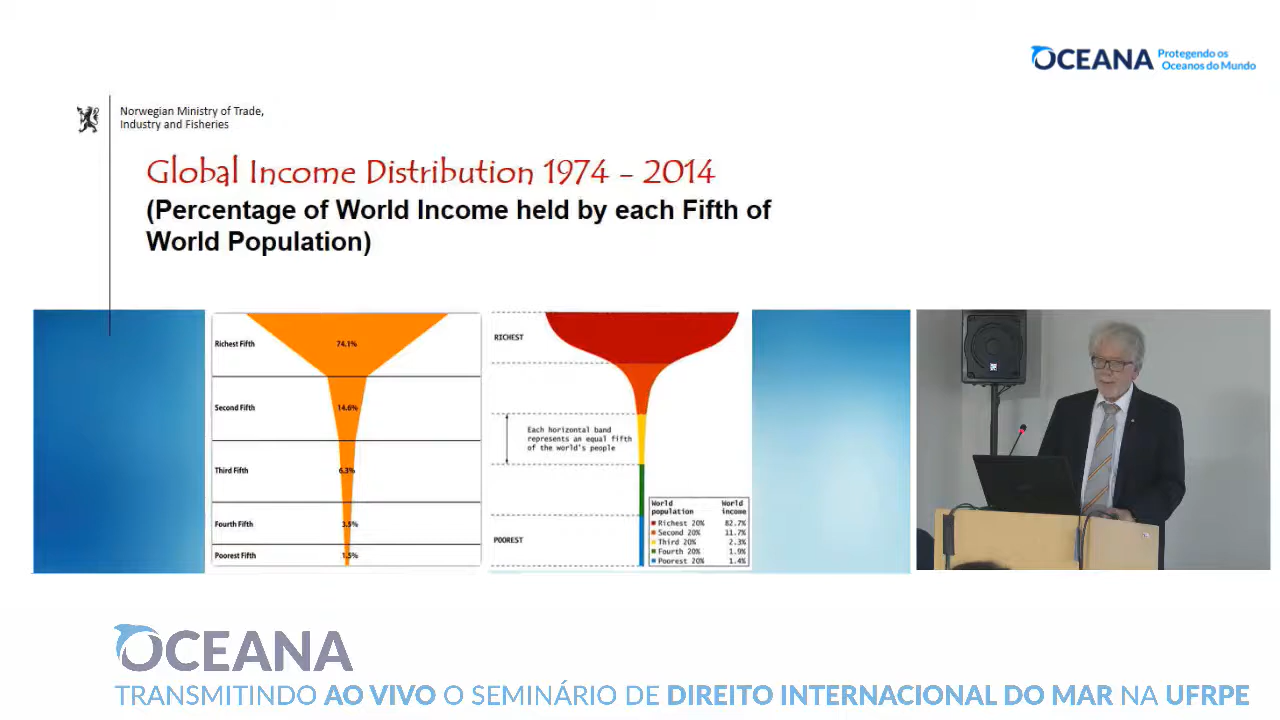 OCEANA Protegendo os
Oceanos do Mundo
Norwegian Ministry of Trade,
Industry and Fisheries
Global Income Distribution 1974 – 2014
(Percentage of World Income held by each Fifth of
World Population)
Richest Fifth 74.1%
Second Fifth 14.6%
Third Fifth 6.3%
Fourth Fifth 3.5%
Poorest Fifth 1.5%
RICHEST
Each horizontal band
represents an equal fifth
of the world's people
POOREST
World population World income
Richest 20% 82.7%
Second 20% 11.7%
Third 20% 2.3%
Fourth 20% 1.9%
Poorest 20% 1.4%
OCEANA
TRANSMITINDO AO VIVO O SEMINÁRIO DE DIREITO INTERNACIONAL DO MAR NA UFRPE